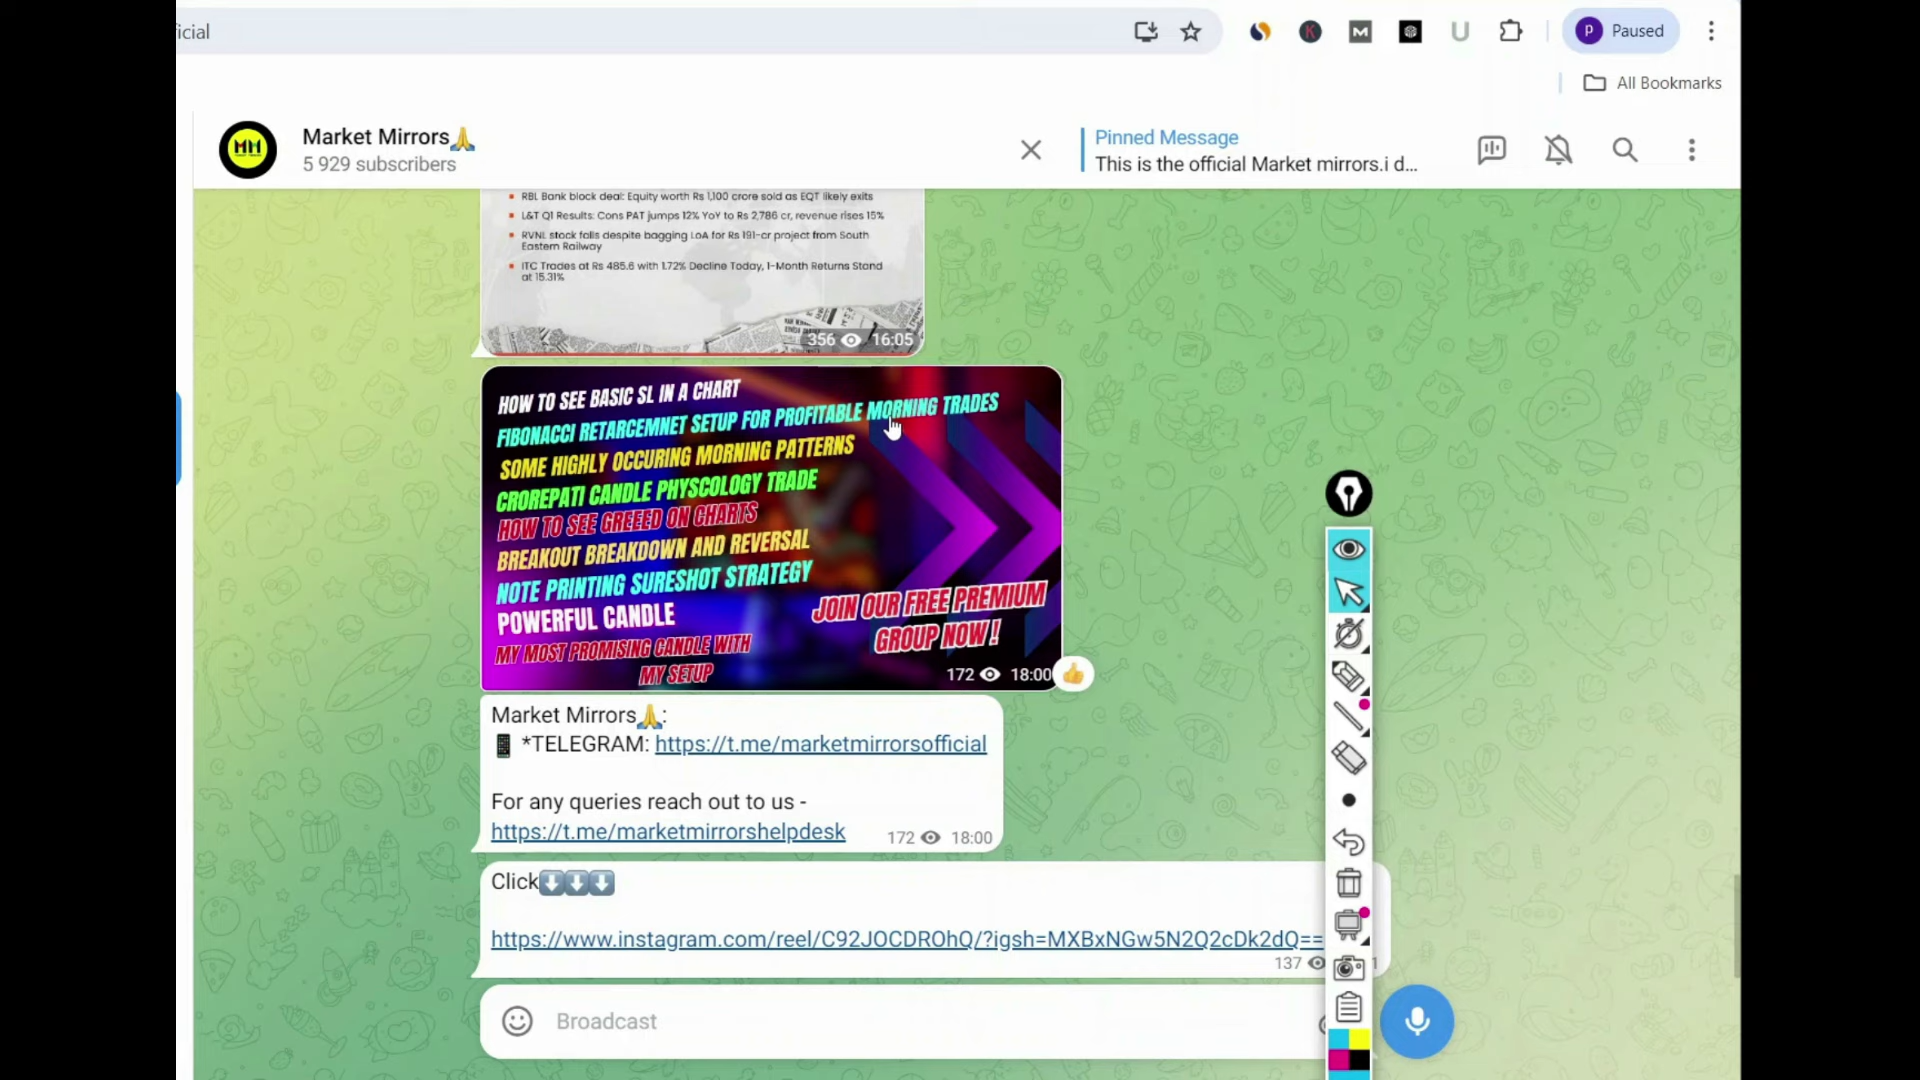 icial
P
Paused
All Bookmarks
MM
Market Mirrors🙏
5 929 subscribers
Pinned Message
This is the official Market mirrors.i d...
RBL Bank block deal: Equity worth Rs 1,100 crore sold as EQT likely exits
L&T Q1 Results: Cons PAT jumps 12% YoY to Rs 2,786 cr, revenue rises 15%
RVNL stock falls despite bagging LoA for Rs 191-cr project from South
Eastern Railway
ITC Trades at Rs 485.6 with 1.72% Decline Today, 1-Month Returns Stand
at 15.31%
356 16:05
HOW TO SEE BASIC SL IN A CHART
FIBONACCI RETARCEMNET SETUP FOR PROFITABLE MORNING TRADES
SOME HIGHLY OCCURING MORNING PATTERNS
CROREPATI CANDLE PHYSCOLOGY TRADE
HOW TO SEE GREEED ON CHARTS
BREAKOUT BREAKDOWN AND REVERSAL
NOTE PRINTING SURESHOT STRATEGY
POWERFUL CANDLE
MY MOST PROMISING CANDLE WITH
MY SETUP
JOIN OUR FREE PREMIUM
GROUP NOW !
172 18:00
Market Mirrors🙏:
📱 *TELEGRAM: https://t.me/marketmirrorsofficial
For any queries reach out to us -
https://t.me/marketmirrorshelpdesk
172 18:00
Click⬇️⬇️⬇️
https://www.instagram.com/reel/C92JOCDROhQ/?igsh=MXBxNGw5N2Q2cDk2dQ==
137
Broadcast